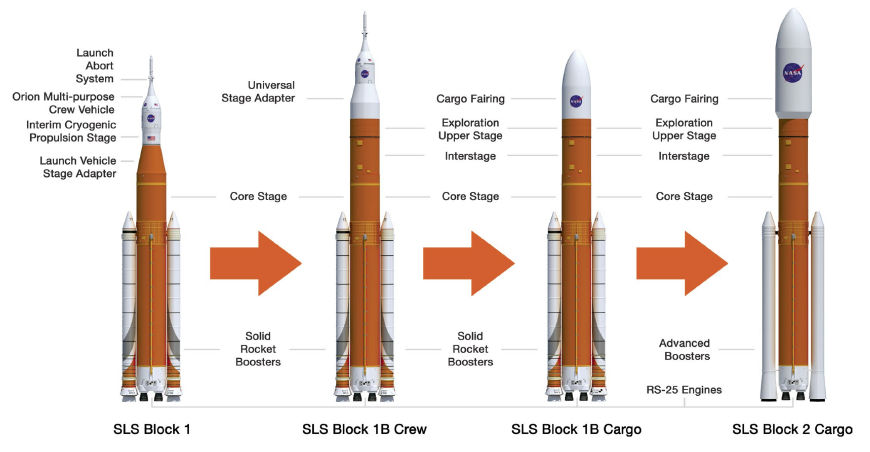 Launch
Abort
System
Orion Multi-purpose
Crew Vehicle
Interim Cryogenic
Propulsion Stage
Launch Vehicle
Stage Adapter
Core Stage
Solid
Rocket
Boosters
Universal
Stage Adapter
Cargo Fairing
Exploration
Upper Stage
Interstage
Core Stage
Solid
Rocket
Boosters
Cargo Fairing
Exploration
Upper Stage
Interstage
Core Stage
Advanced
Boosters
RS-25 Engines
NASA
NASA
NASA
SLS Block 1
SLS Block 1B Crew
SLS Block 1B Cargo
SLS Block 2 Cargo